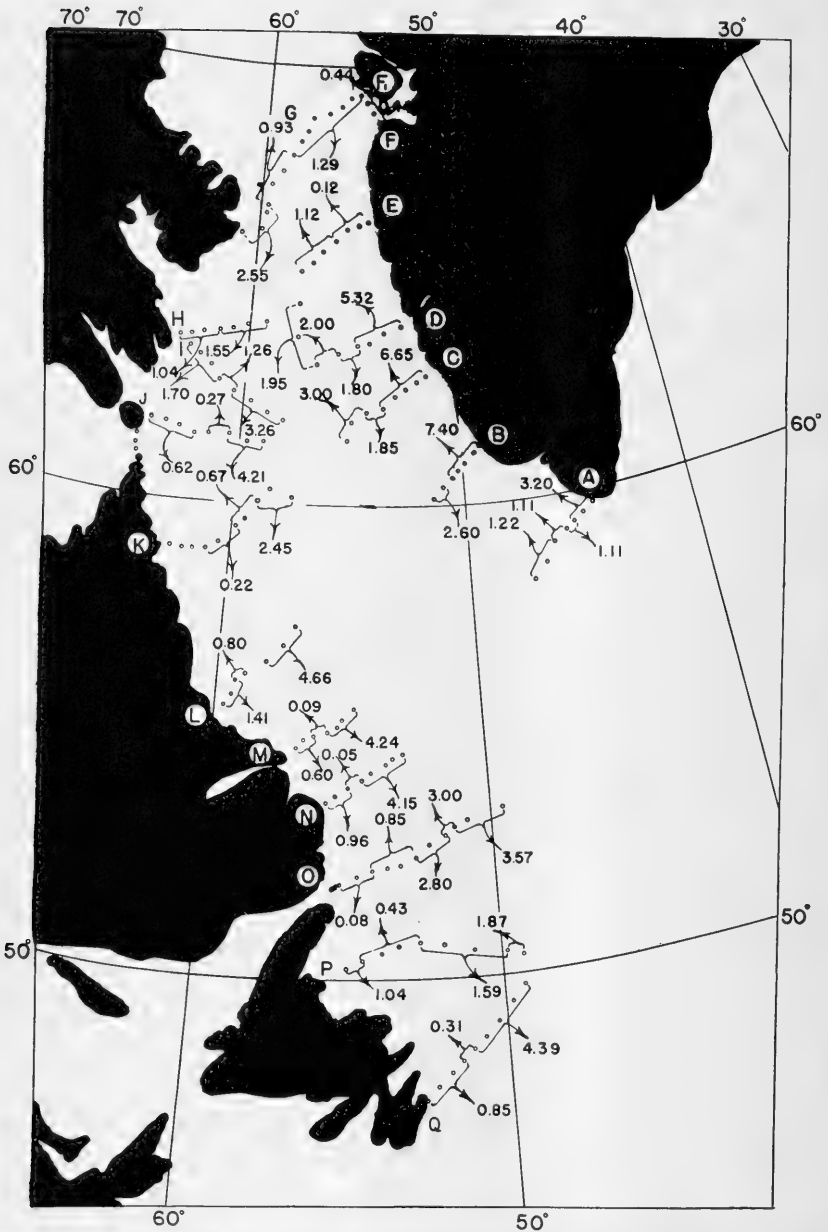 70° 70° 60° 50° 40° 30°
0.44
F₁
G
0.93
F
1.29
0.12
E
1.12
2.55
H
5.32
D
2.00
I
1.55
1.26
C
6.65
1.04
1.95
1.80
1.70
0.27
3.00
J
3.26
1.85
7.40
B
60°
0.62
60°
0.67
4.21
3.20
A
1.11
1.22
2.45
2.60
K
1.11
0.22
0.80
4.66
0.09
L
1.41
4.24
M
0.05
0.60
4.15
3.00
N
0.85
0.96
3.57
O
2.80
0.08
0.43
1.87
50°
50°
P
1.04
1.59
0.31
4.39
0.85
Q
60° 50°